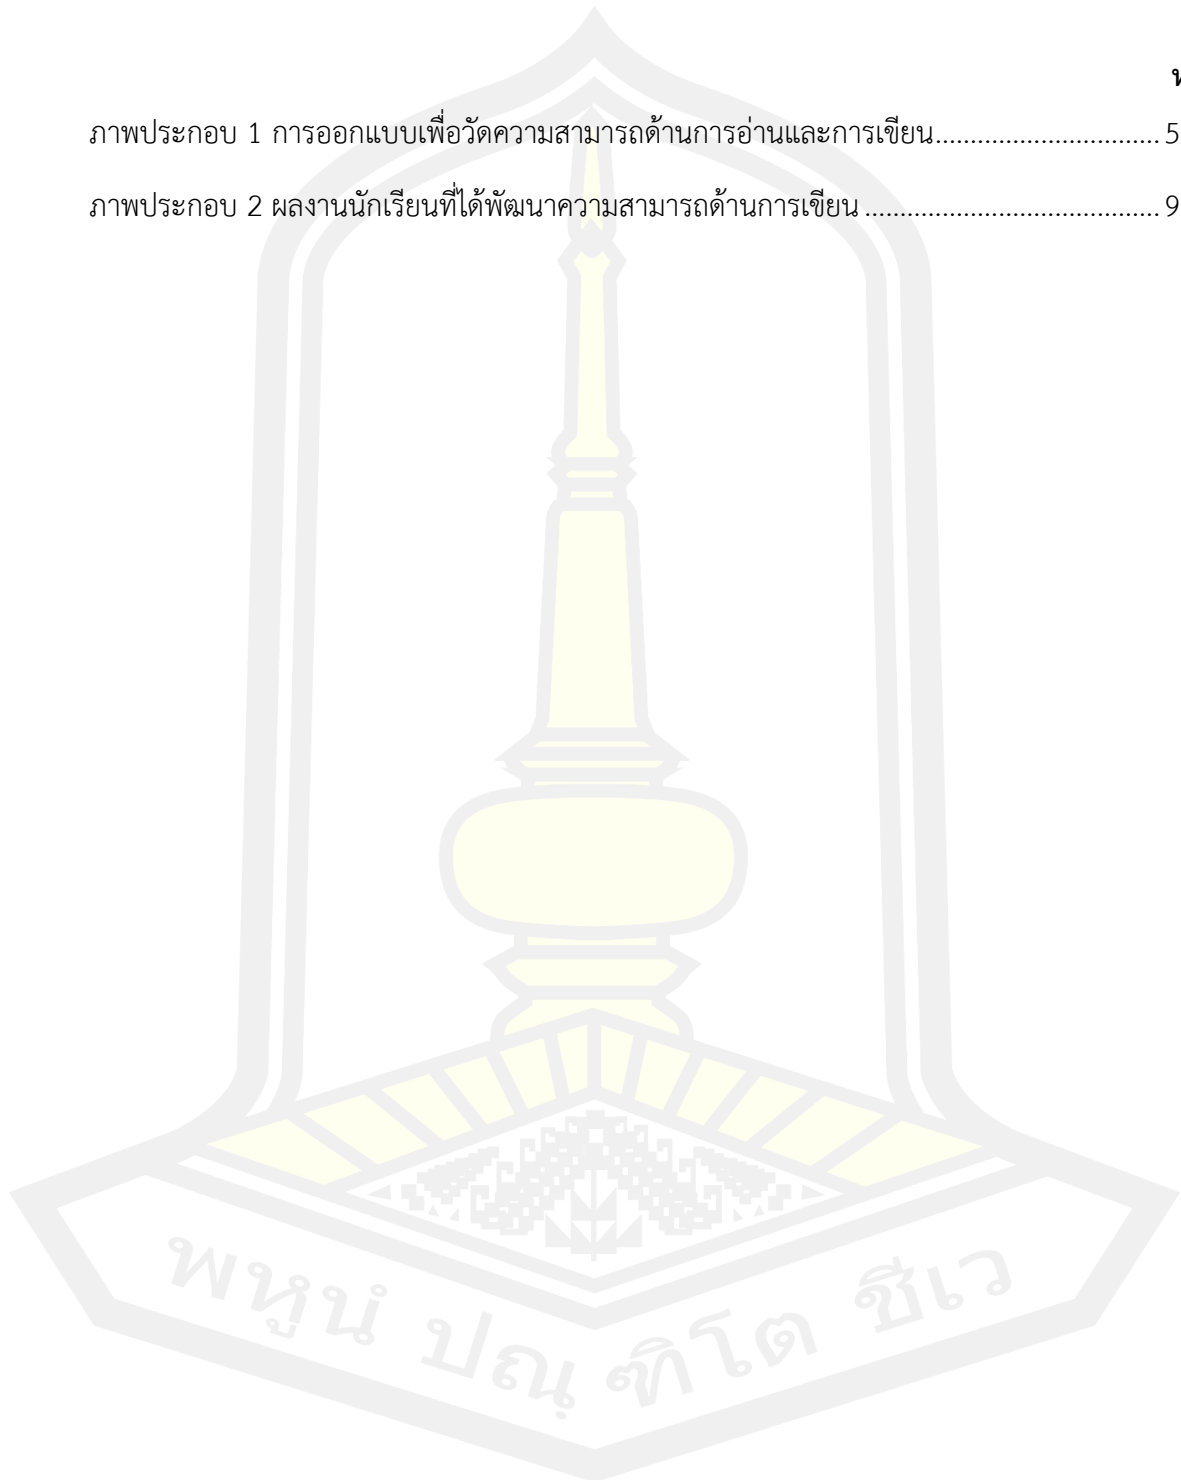 ภาพประกอบ 1 การออกแบบเพื่อวัดความสามารถด้านการอ่านและการเขียน.............................. 5
ภาพประกอบ 2 ผลงานนักเรียนที่ได้พัฒนาความสามารถด้านการเขียน ........................................ 9
พหูนํ ปณฺฑิโต ชีเว